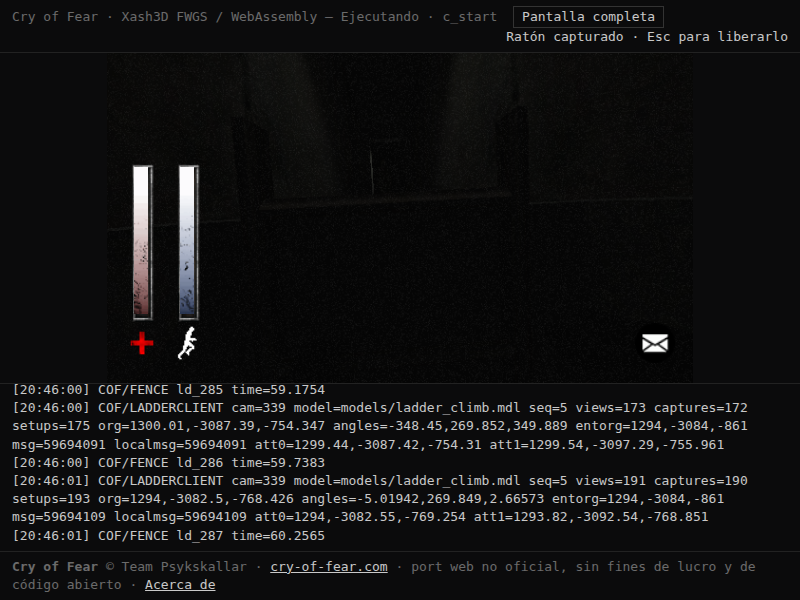 Cry of Fear · Xash3D FWGS / WebAssembly — Ejecutando · c_start
Pantalla completa
Ratón capturado · Esc para liberarlo
[20:46:00] COF/FENCE ld_285 time=59.1754
[20:46:00] COF/LADDERCLIENT cam=339 model=models/ladder_climb.mdl seq=5 views=173 captures=172
setups=175 org=1300.01,-3087.39,-754.347 angles=-348.45,269.852,349.889 entorg=1294,-3084,-861
msg=59694091 localmsg=59694091 att0=1299.44,-3087.42,-754.31 att1=1299.54,-3097.29,-755.961
[20:46:00] COF/FENCE ld_286 time=59.7383
[20:46:01] COF/LADDERCLIENT cam=339 model=models/ladder_climb.mdl seq=5 views=191 captures=190
setups=193 org=1294,-3082.5,-768.426 angles=-5.01942,269.849,2.66573 entorg=1294,-3084,-861
msg=59694109 localmsg=59694109 att0=1294,-3082.55,-769.254 att1=1293.82,-3092.54,-768.851
[20:46:01] COF/FENCE ld_287 time=60.2565
Cry of Fear © Team Psykskallar · cry-of-fear.com · port web no oficial, sin fines de lucro y de
código abierto · Acerca de